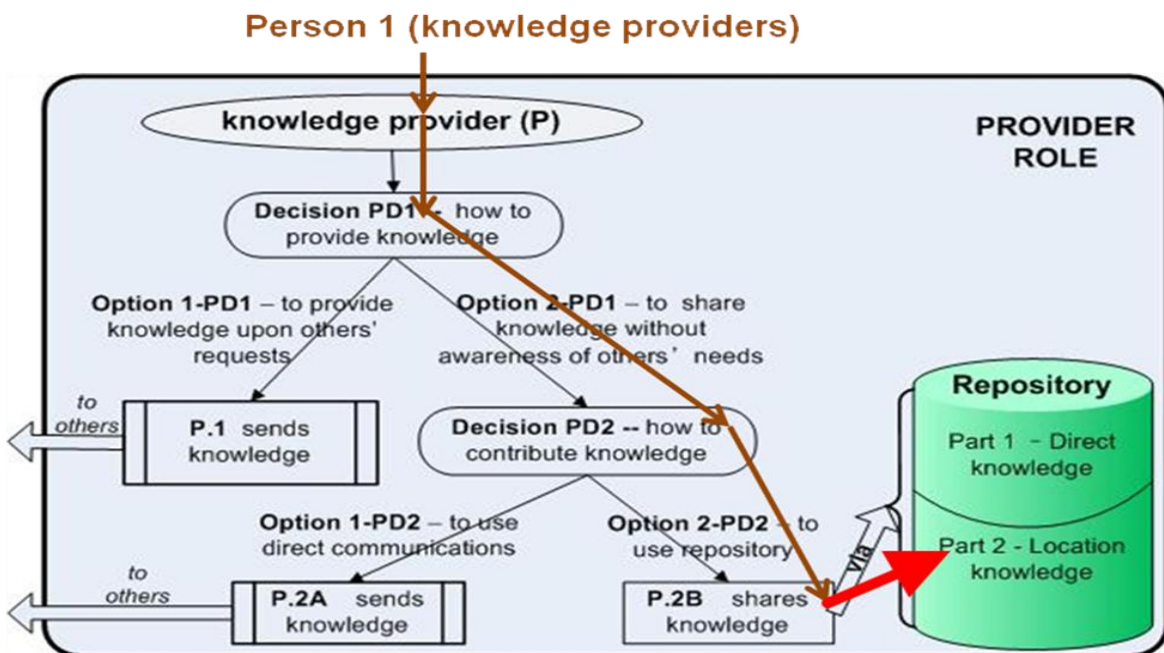 Person 1 (knowledge providers)
knowledge provider (P)
PROVIDER
ROLE
Decision PD1 -- how to
provide knowledge
Option 1-PD1 – to provide
knowledge upon others'
requests
Option 2-PD1 – to share
knowledge without
awareness of others' needs
to
others
P.1 sends
knowledge
Decision PD2 -- how to
contribute knowledge
Repository
Part 1 - Direct
knowledge
Option 1-PD2 – to use
direct communications
Option 2-PD2 – to
use repository
via
Part 2 - Location
knowledge
to
others
P.2A sends
knowledge
P.2B shares
knowledge